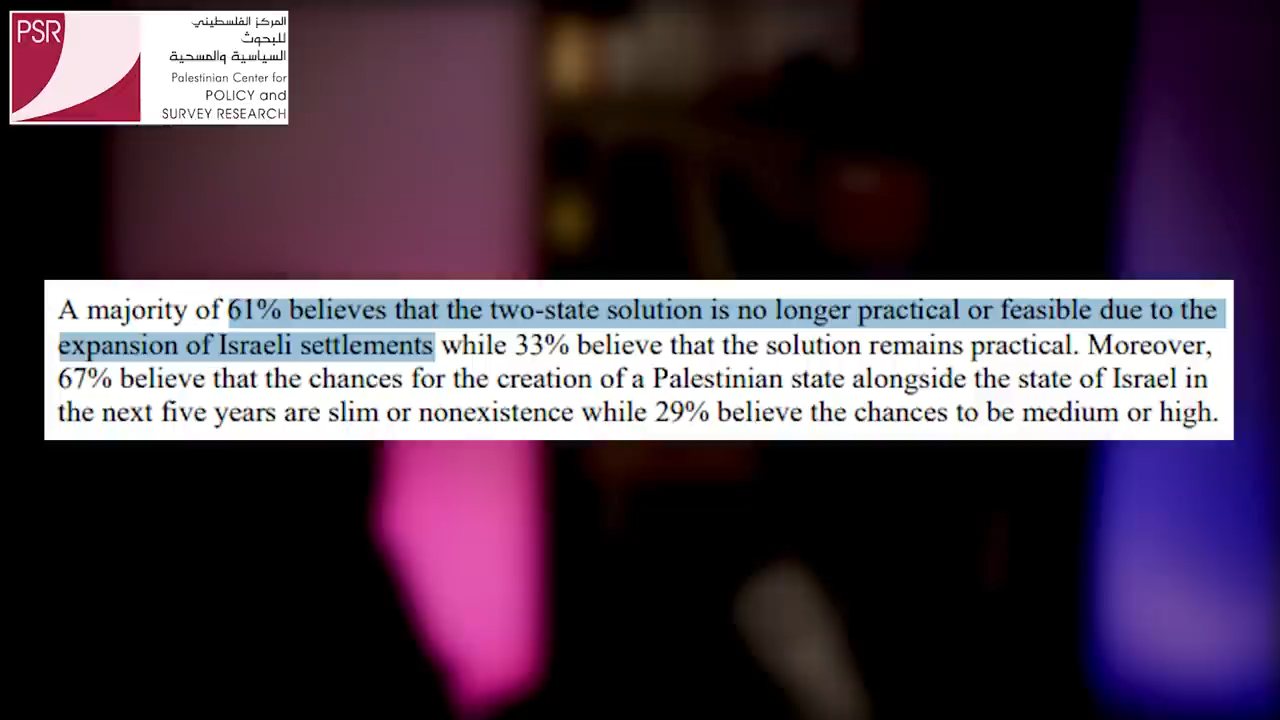 PSR
المركز الفلسطيني
للبحوث
السياسية والمسحية
Palestinian Center for
POLICY and
SURVEY RESEARCH
A majority of 61% believes that the two-state solution is no longer practical or feasible due to the
expansion of Israeli settlements while 33% believe that the solution remains practical. Moreover,
67% believe that the chances for the creation of a Palestinian state alongside the state of Israel in
the next five years are slim or nonexistence while 29% believe the chances to be medium or high.